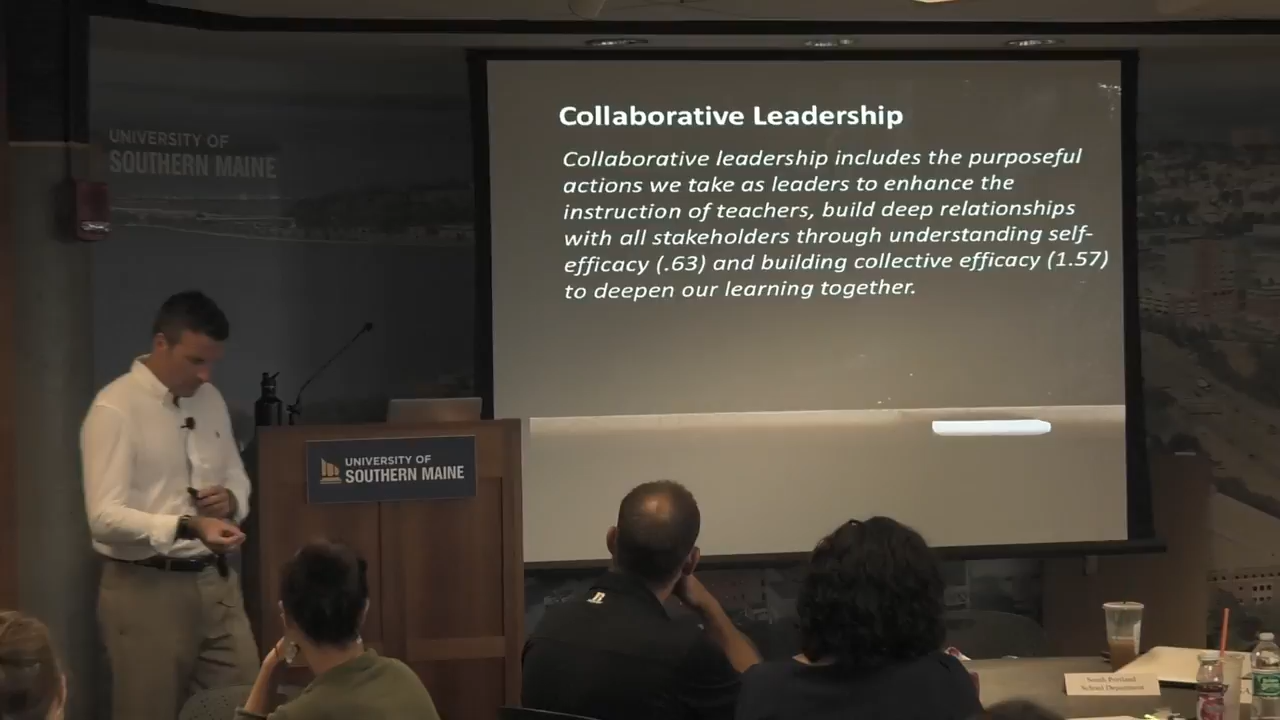 UNIVERSITY OF
SOUTHERN MAINE
Collaborative Leadership
Collaborative leadership includes the purposeful
actions we take as leaders to enhance the
instruction of teachers, build deep relationships
with all stakeholders through understanding self-
efficacy (.63) and building collective efficacy (1.57)
to deepen our learning together.
UNIVERSITY OF
SOUTHERN MAINE
South Portland
School Department